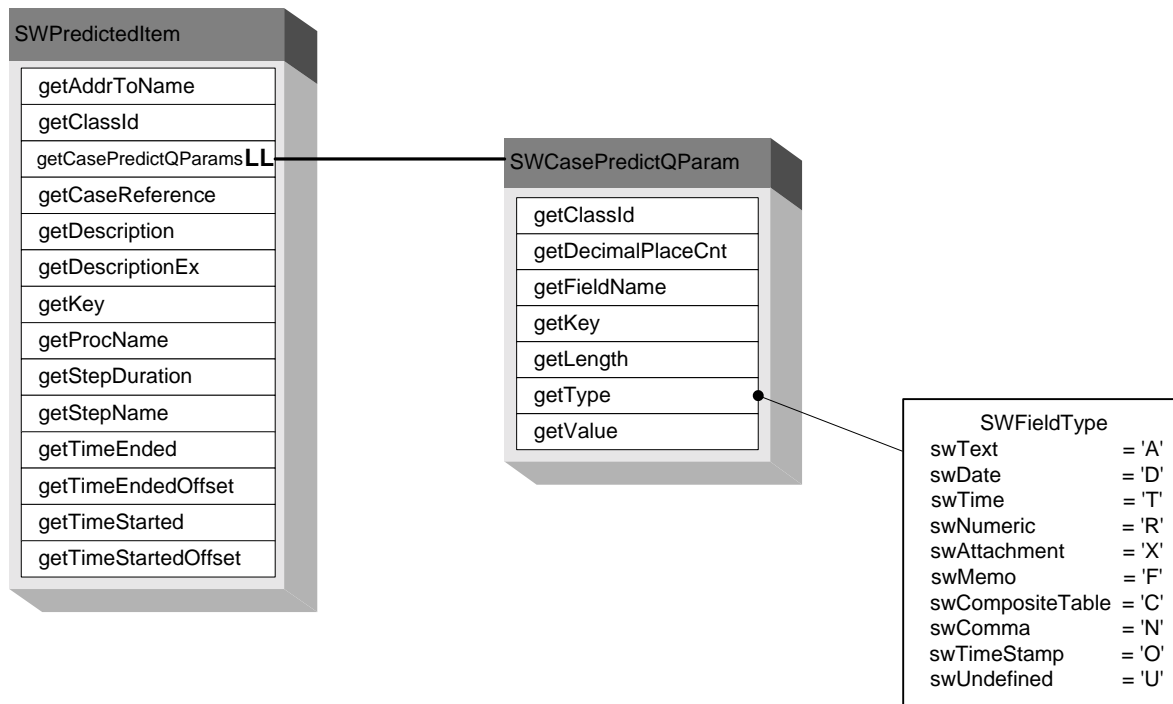 SWPredictedItem
getAddrToName
getClassId
getCasePredictQParams LL
getCaseReference
getDescription
getDescriptionEx
getKey
getProcName
getStepDuration
getStepName
getTimeEnded
getTimeEndedOffset
getTimeStarted
getTimeStartedOffset
SWCasePredictQParam
getClassId
getDecimalPlaceCnt
getFieldName
getKey
getLength
getType
getValue
SWFieldType
swText = 'A'
swDate = 'D'
swTime = 'T'
swNumeric = 'R'
swAttachment = 'X'
swMemo = 'F'
swCompositeTable = 'C'
swComma = 'N'
swTimeStamp = 'O'
swUndefined = 'U'